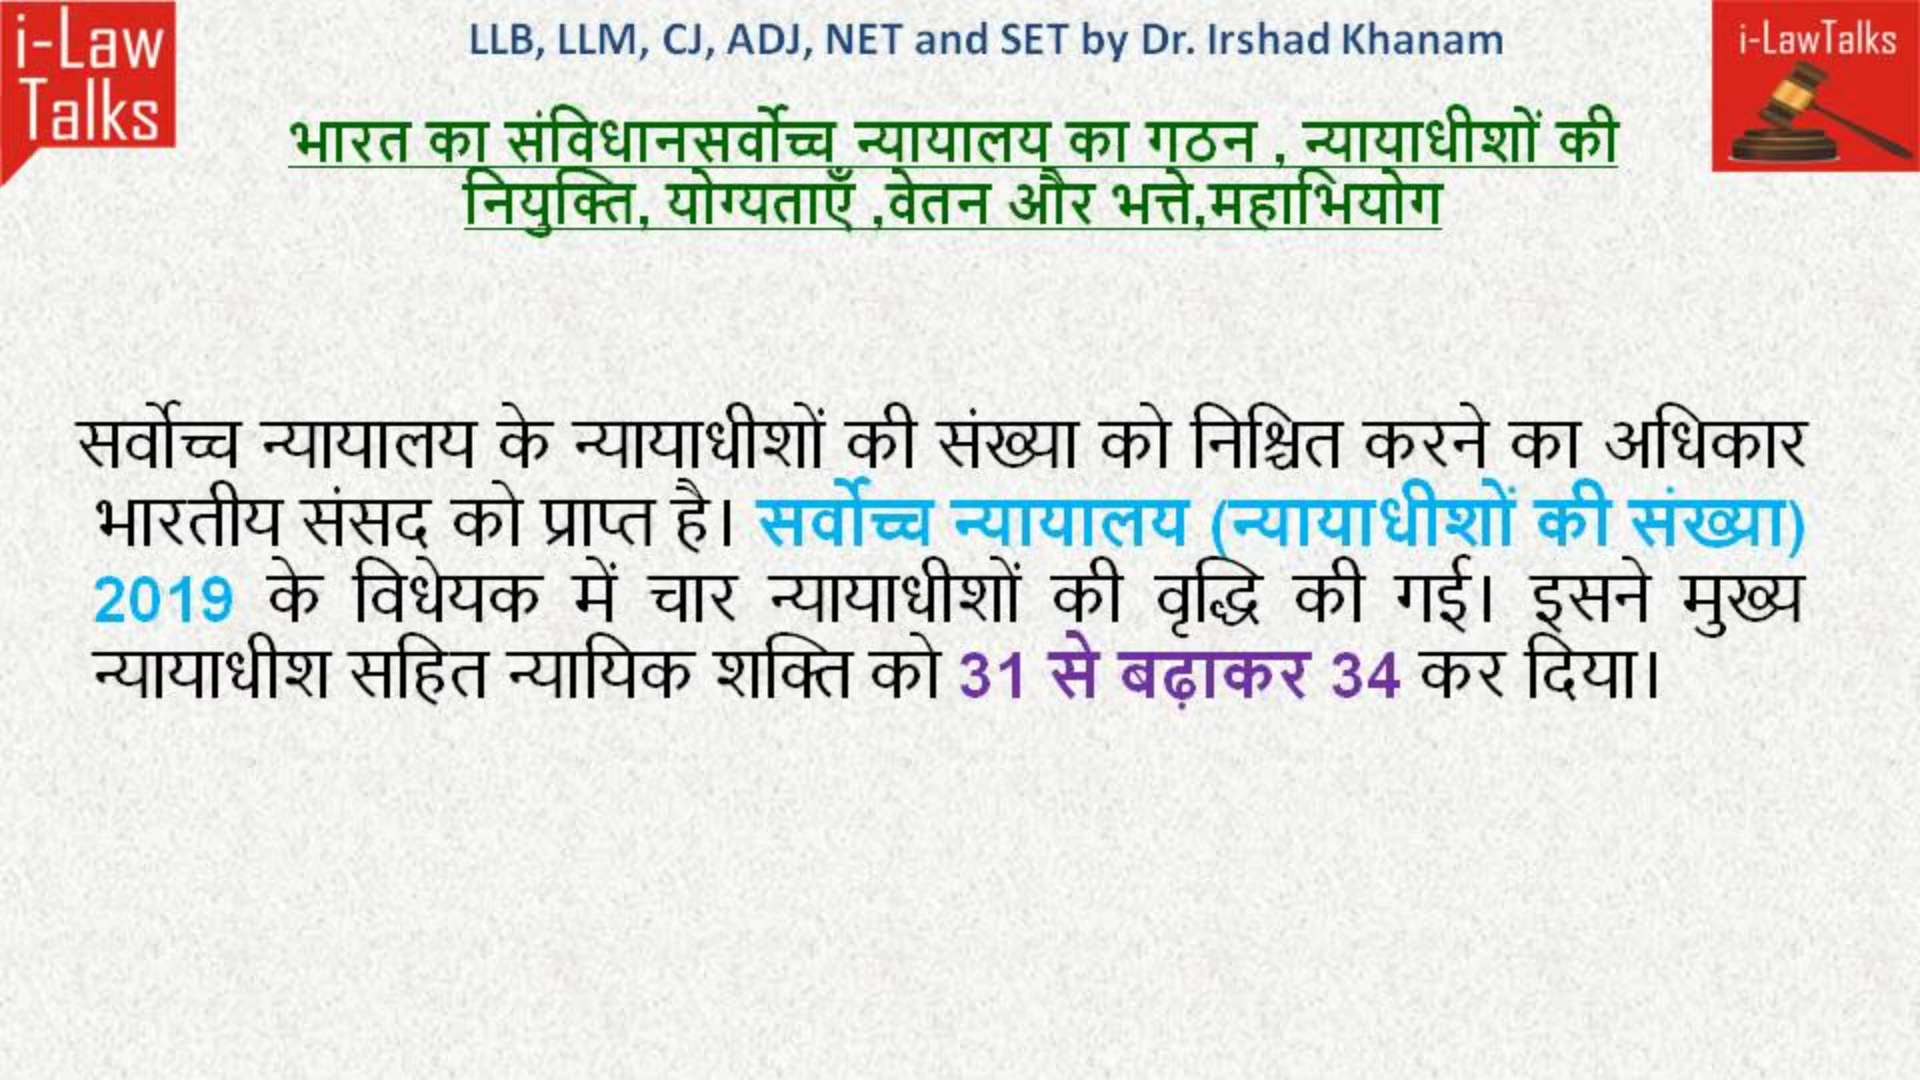 i-Law
Talks
LLB, LLM, CJ, ADJ, NET and SET by Dr. Irshad Khanam
i-LawTalks
भारत का संविधानसर्वोच्च न्यायालय का गठन , न्यायाधीशों की
नियुक्ति, योग्यताएँ ,वेतन और भत्ते,महाभियोग
सर्वोच्च न्यायालय के न्यायाधीशों की संख्या को निश्चित करने का अधिकार
भारतीय संसद को प्राप्त है। सर्वोच्च न्यायालय (न्यायाधीशों की संख्या)
2019 के विधेयक में चार न्यायाधीशों की वृद्धि की गई। इसने मुख्य
न्यायाधीश सहित न्यायिक शक्ति को 31 से बढ़ाकर 34 कर दिया।